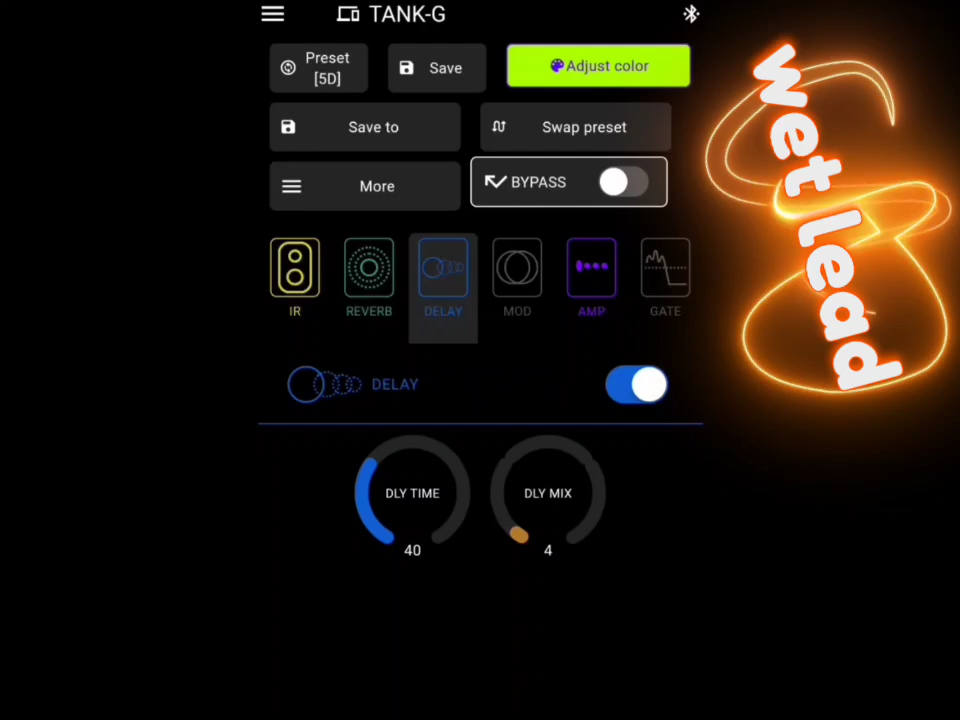 TANK-G
Preset
[5D]
Save
Adjust color
Save to
Swap preset
More
BYPASS
IR
REVERB
DELAY
MOD
AMP
GATE
DELAY
DLY TIME
DLY MIX
40
4
wet lead